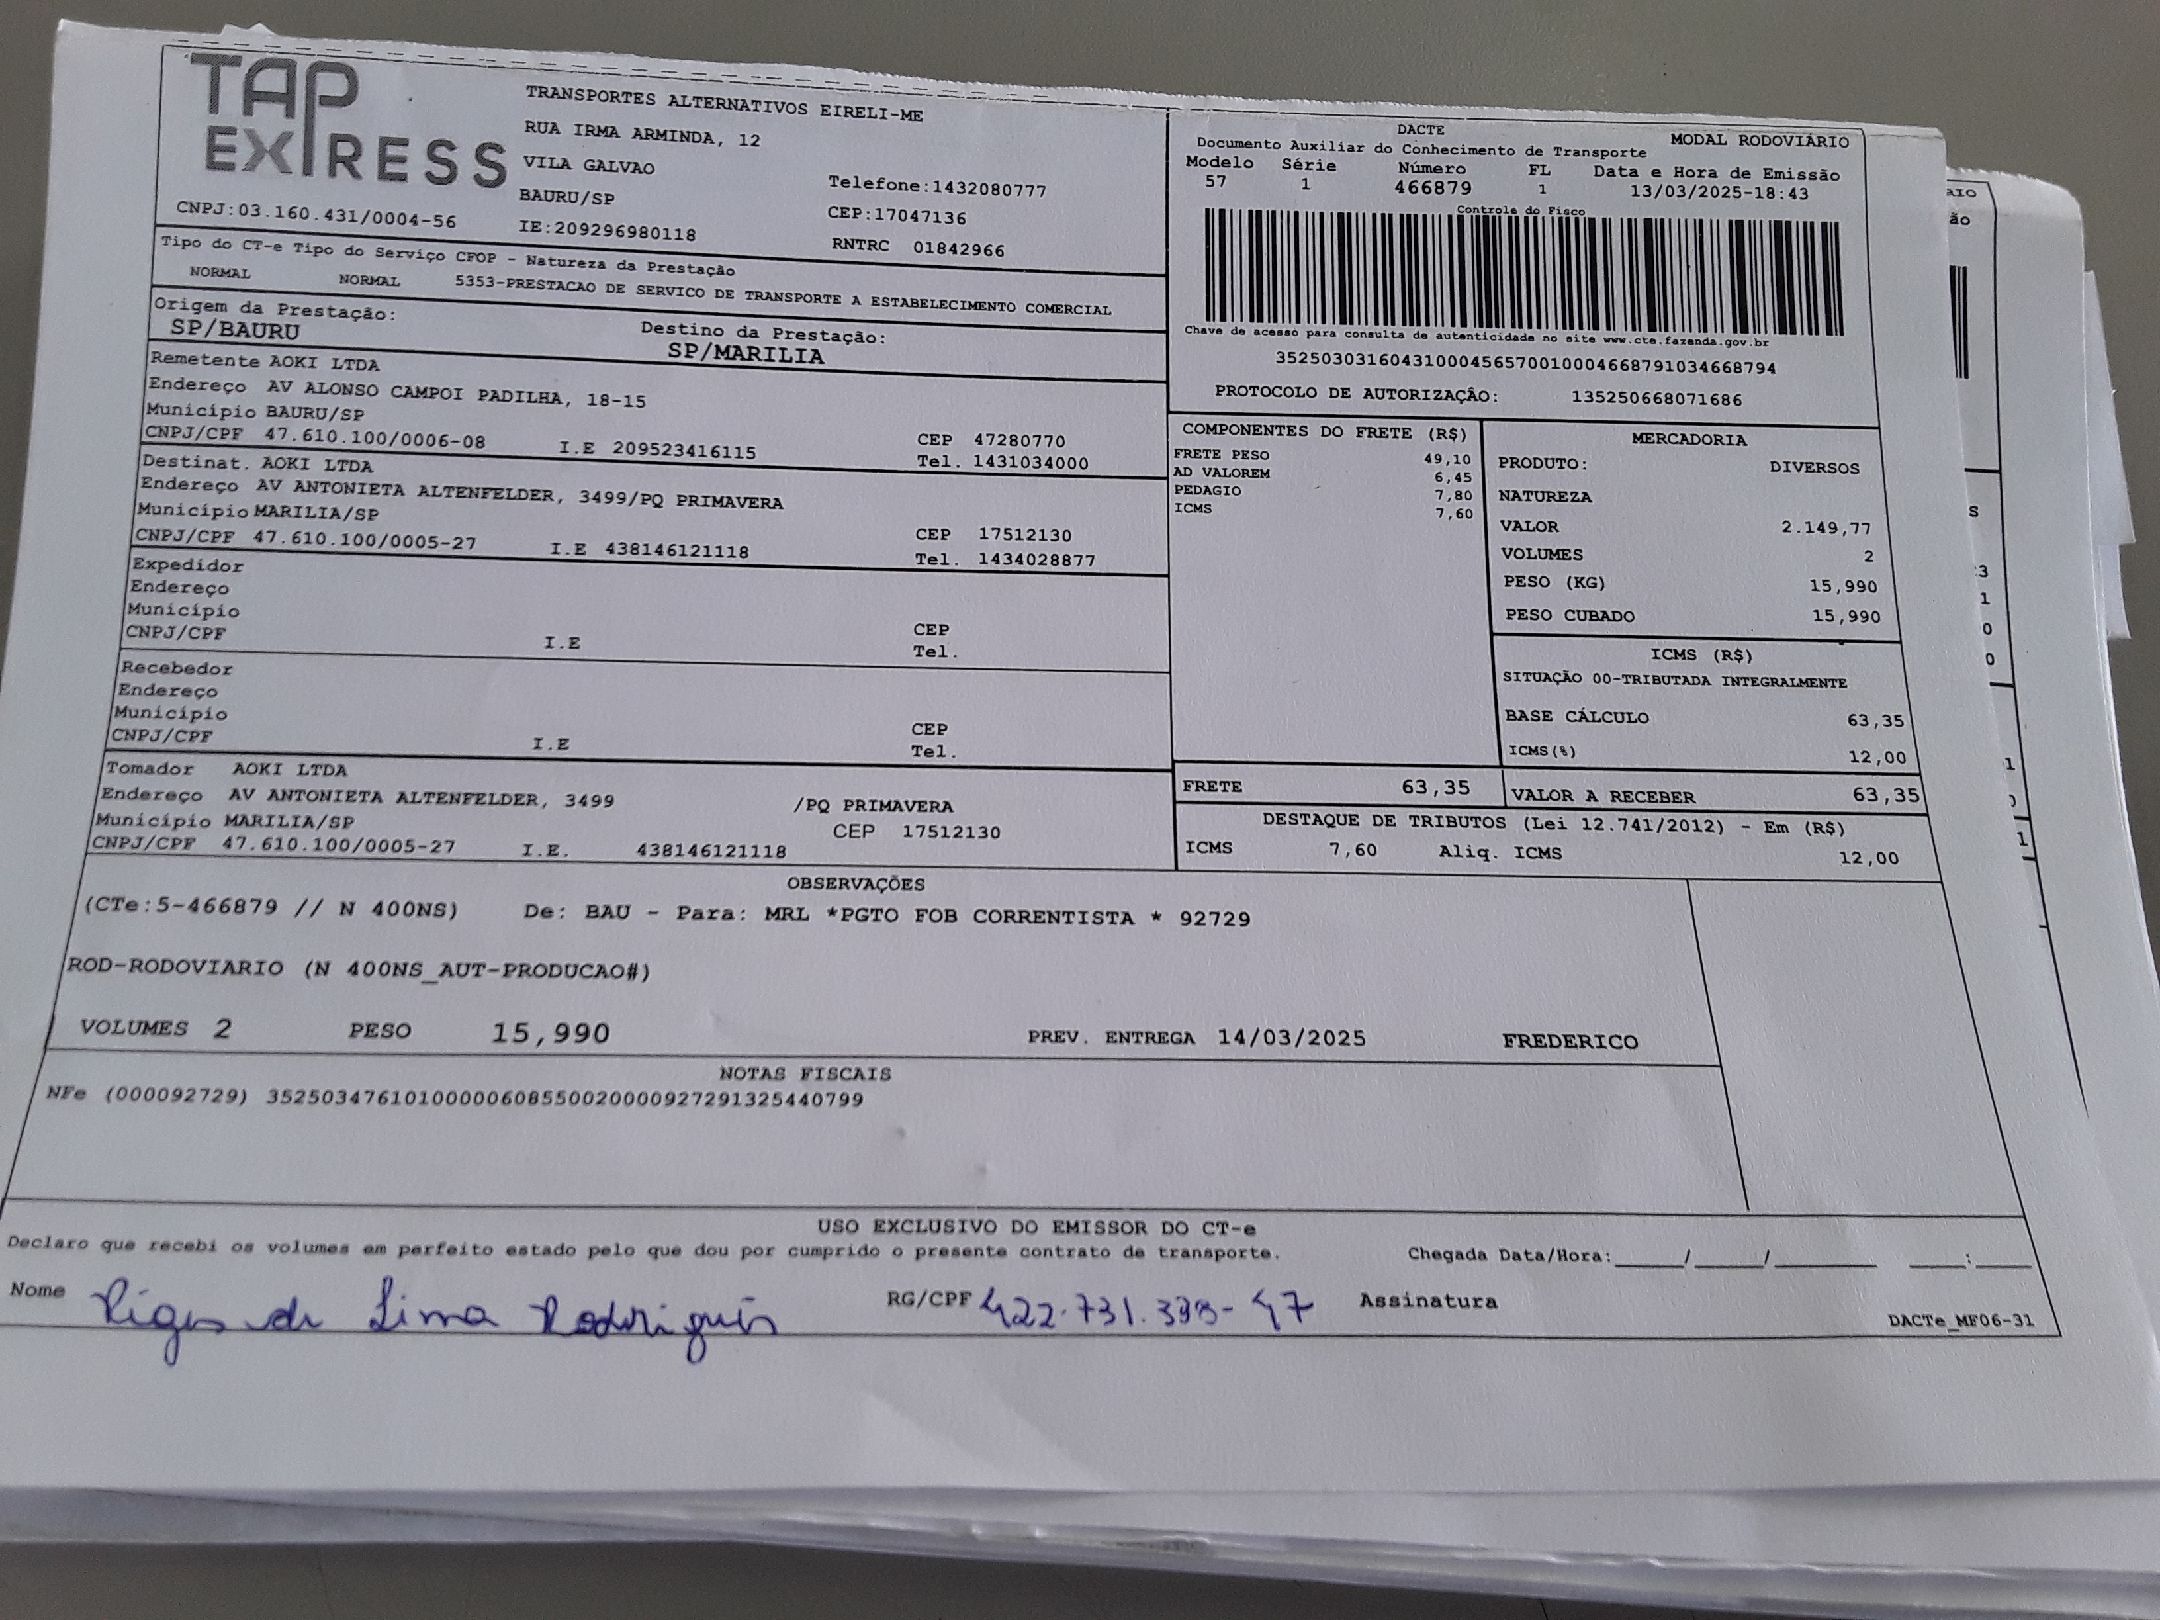 TAP EXPRESS
TRANSPORTES ALTERNATIVOS EIRELI-ME
RUA IRMA ARMINDA, 12
VILA GALVAO
BAURU/SP
Telefone:1432080777
CEP:17047136
CNPJ:03.160.431/0004-56
IE:209296980118
RNTRC 01842966
Tipo do CT-e Tipo do Serviço CFOP - Natureza da Prestação
NORMAL NORMAL 5353-PRESTACAO DE SERVICO DE TRANSPORTE A ESTABELECIMENTO COMERCIAL
Origem da Prestação:
SP/BAURU
Destino da Prestação:
SP/MARILIA
DACTE
MODAL RODOVIÁRIO
Documento Auxiliar do Conhecimento de Transporte
Modelo Série Número FL Data e Hora de Emissão
57 1 466879 1 13/03/2025-18:43
Controle do Fisco
Chave de acesso para consulta de autenticidade no site www.cte.fazenda.gov.br
35250303160431000456570010004668791034668794
PROTOCOLO DE AUTORIZAÇÂO: 135250668071686
Remetente AOKI LTDA
Endereço AV ALONSO CAMPOI PADILHA, 18-15
Município BAURU/SP
CNPJ/CPF 47.610.100/0006-08 I.E 209523416115
CEP 47280770
Tel. 1431034000
Destinat. AOKI LTDA
Endereço AV ANTONIETA ALTENFELDER, 3499/PQ PRIMAVERA
Município MARILIA/SP
CNPJ/CPF 47.610.100/0005-27 I.E 438146121118
CEP 17512130
Tel. 1434028877
Expedidor
Endereço
Município
CNPJ/CPF I.E
CEP
Tel.
Recebedor
Endereço
Município
CNPJ/CPF I.E
CEP
Tel.
Tomador AOKI LTDA
Endereço AV ANTONIETA ALTENFELDER, 3499 /PQ PRIMAVERA
Município MARILIA/SP CEP 17512130
CNPJ/CPF 47.610.100/0005-27 I.E. 438146121118
COMPONENTES DO FRETE (R$)
FRETE PESO 49,10
AD VALOREM 6,45
PEDAGIO 7,80
ICMS 7,60
MERCADORIA
PRODUTO: DIVERSOS
NATUREZA
VALOR 2.149,77
VOLUMES 2
PESO (KG) 15,990
PESO CUBADO 15,990
ICMS (R$)
SITUAÇÃO 00-TRIBUTADA INTEGRALMENTE
BASE CÁLCULO 63,35
ICMS(%) 12,00
FRETE 63,35 VALOR A RECEBER 63,35
DESTAQUE DE TRIBUTOS (Lei 12.741/2012) - Em (R$)
ICMS 7,60 Aliq. ICMS 12,00
OBSERVAÇÕES
(CTe:5-466879 // N 400NS) De: BAU - Para: MRL *PGTO FOB CORRENTISTA * 92729
ROD-RODOVIARIO (N 400NS_AUT-PRODUCAO#)
VOLUMES 2 PESO 15,990 PREV. ENTREGA 14/03/2025 FREDERICO
NOTAS FISCAIS
NFe (000092729) 35250347610100000608550020000927291325440799
USO EXCLUSIVO DO EMISSOR DO CT-e
Declaro que recebi os volumes em perfeito estado pelo que dou por cumprido o presente contrato de transporte. Chegada Data/Hora:____/____/______ ___:___
Nome de Lima Rodrigues RG/CPF Assinatura
DACTe_MF06-31